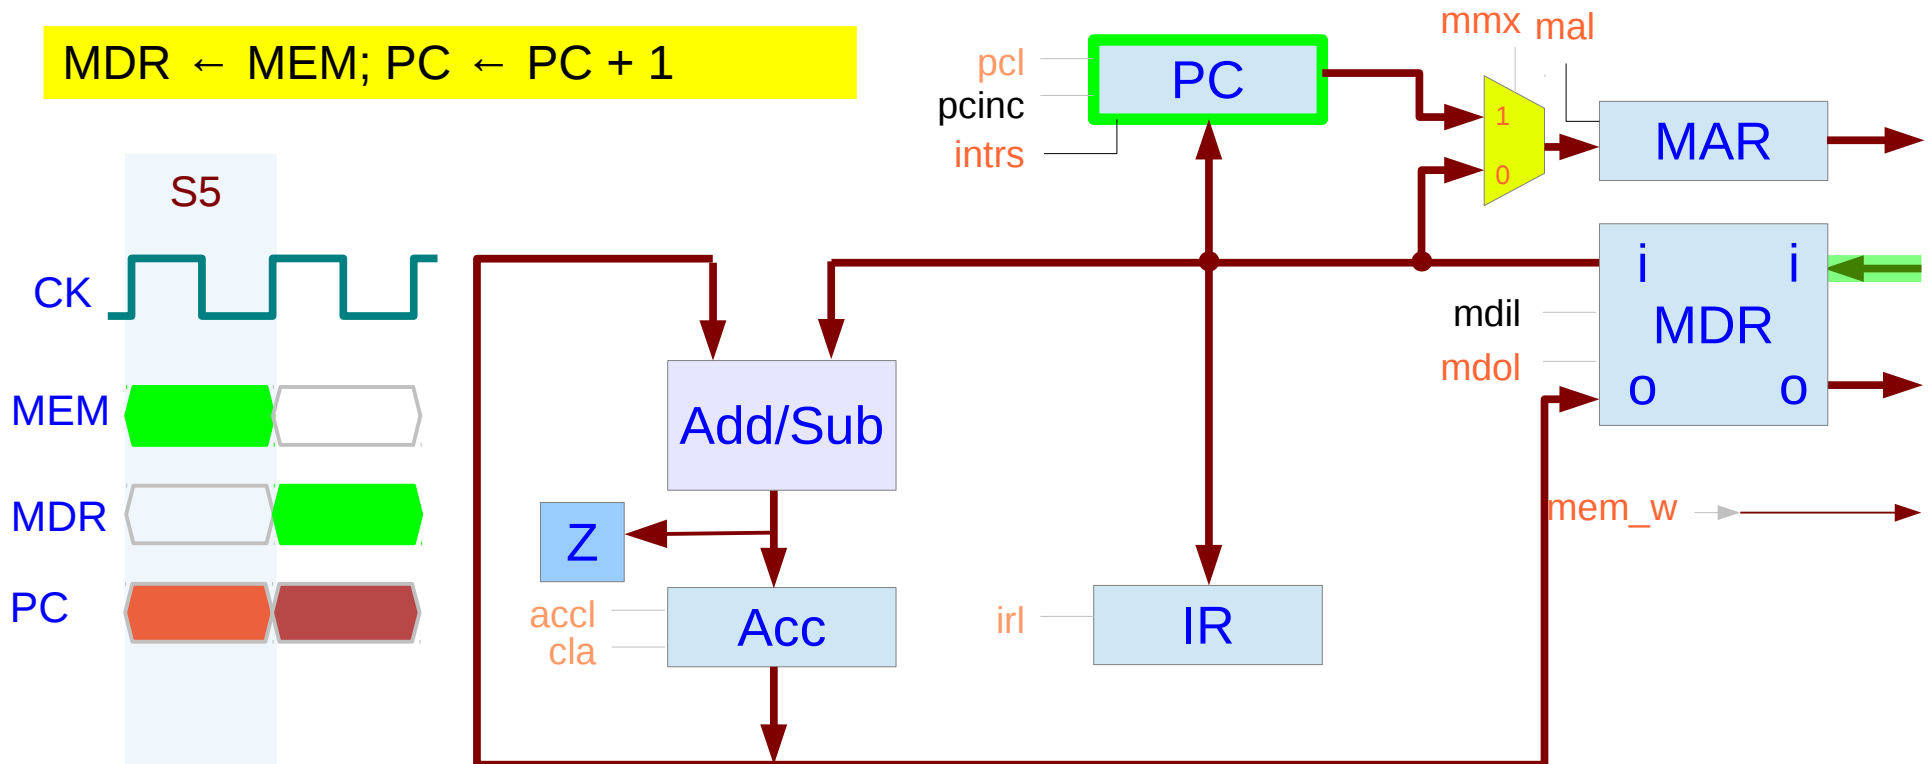 MDR ← MEM; PC ← PC + 1
mmx
mal
pcl
PC
pcinc
intrs
1
0
MAR
S5
CK
i
i
mdil
MDR
mdol
o
o
MEM
Add/Sub
MDR
mem_w
Z
PC
accl
cla
Acc
irl
IR